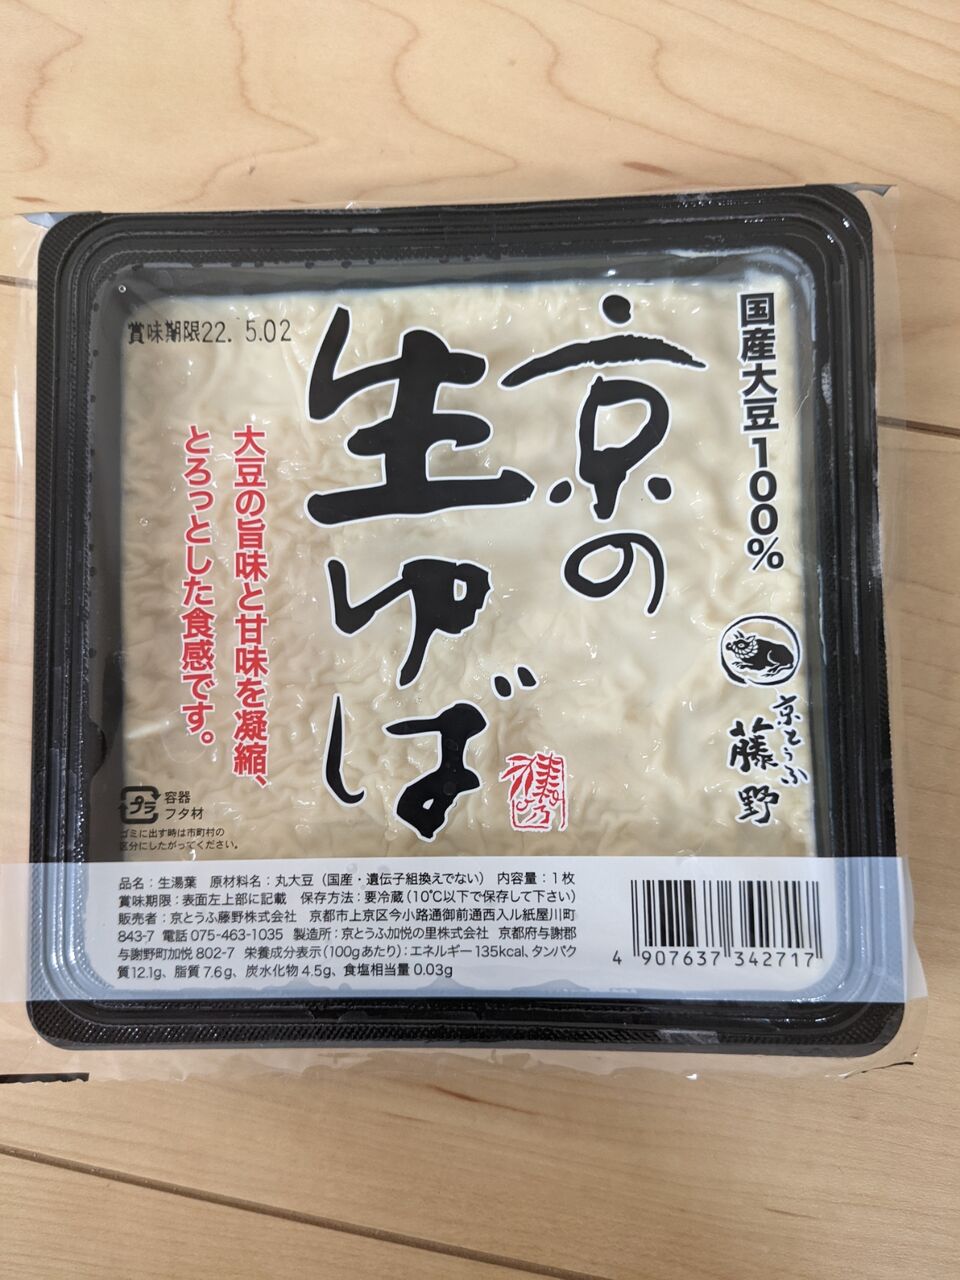 国産大豆100%
京の
生ゆば
賞味期限22. 5.02
大豆の旨味と甘味を凝縮、
とろっとした食感です。
京とうふ
藤野
プラ
容器
フタ材
ゴミに出す時は市町村の
区分にしたがってください。
品名:生湯葉 原材料名:丸大豆(国産・遺伝子組換えでない) 内容量:1枚
賞味期限:表面左上部に記載 保存方法:要冷蔵(10℃以下で保存して下さい)
販売者:京とうふ藤野株式会社 京都市上京区今小路通御前通西入ル紙屋川町
843-7 電話 075-463-1035 製造所:京とうふ加悦の里株式会社 京都府与謝郡
与謝野町加悦 802-7 栄養成分表示(100gあたり):エネルギー 135kcal、タンパク
質12.1g、脂質 7.6g、炭水化物 4.5g、食塩相当量 0.03g
4 907637 342717